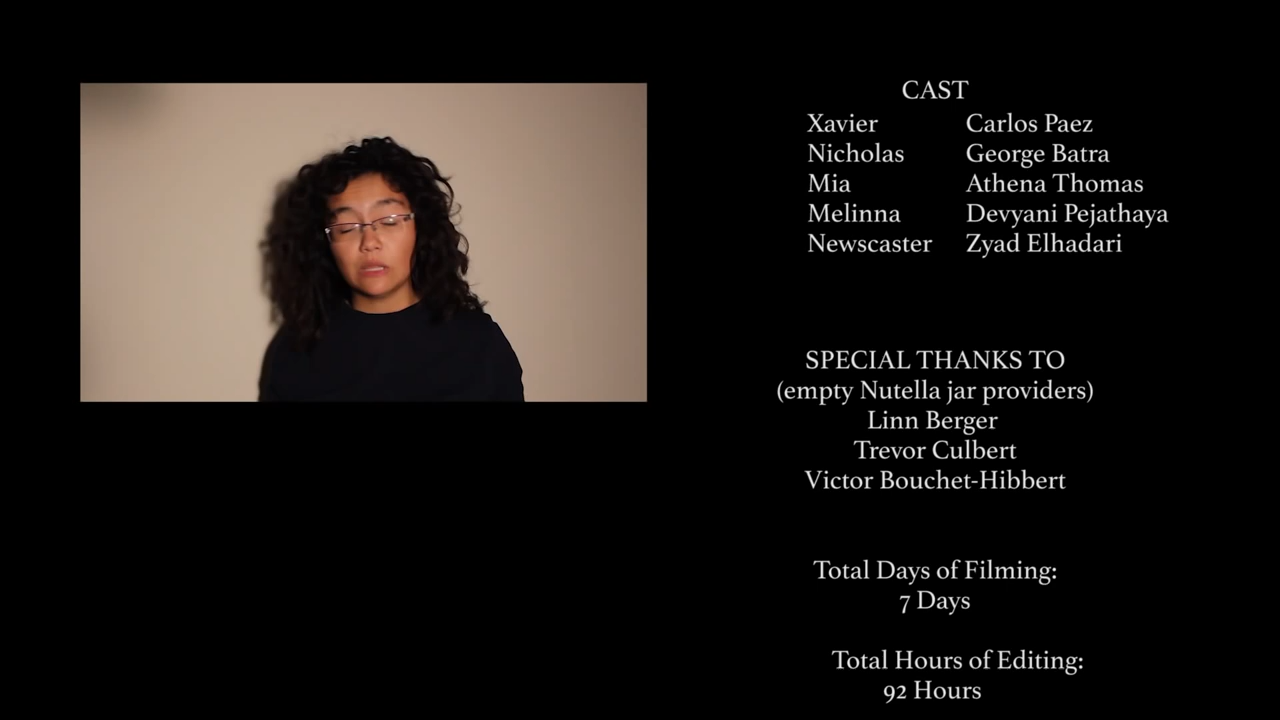 CAST
Xavier Carlos Paez
Nicholas George Batra
Mia Athena Thomas
Melinna Devyani Pejathaya
Newscaster Zyad Elhadari
SPECIAL THANKS TO
(empty Nutella jar providers)
Linn Berger
Trevor Culbert
Victor Bouchet-Hibbert
Total Days of Filming:
7 Days
Total Hours of Editing:
92 Hours